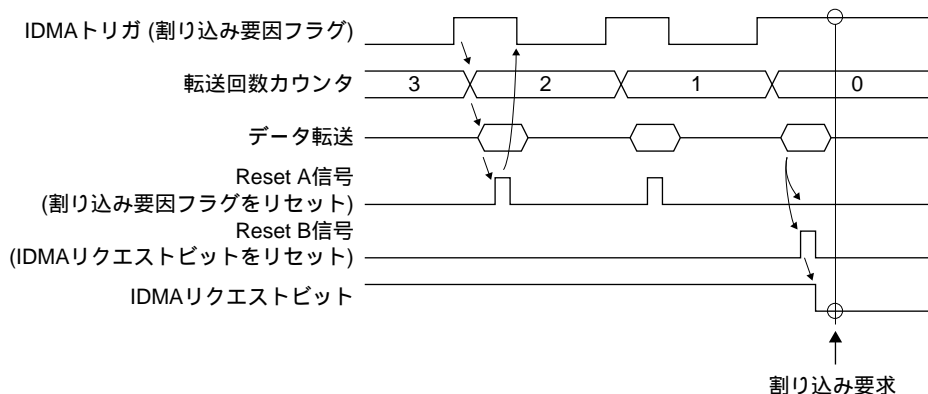 IDMAトリガ (割り込み要因フラグ)
転送回数カウンタ
3 2 1 0
データ転送
Reset A信号
(割り込み要因フラグをリセット)
Reset B信号
(IDMAリクエストビットをリセット)
IDMAリクエストビット
割り込み要求